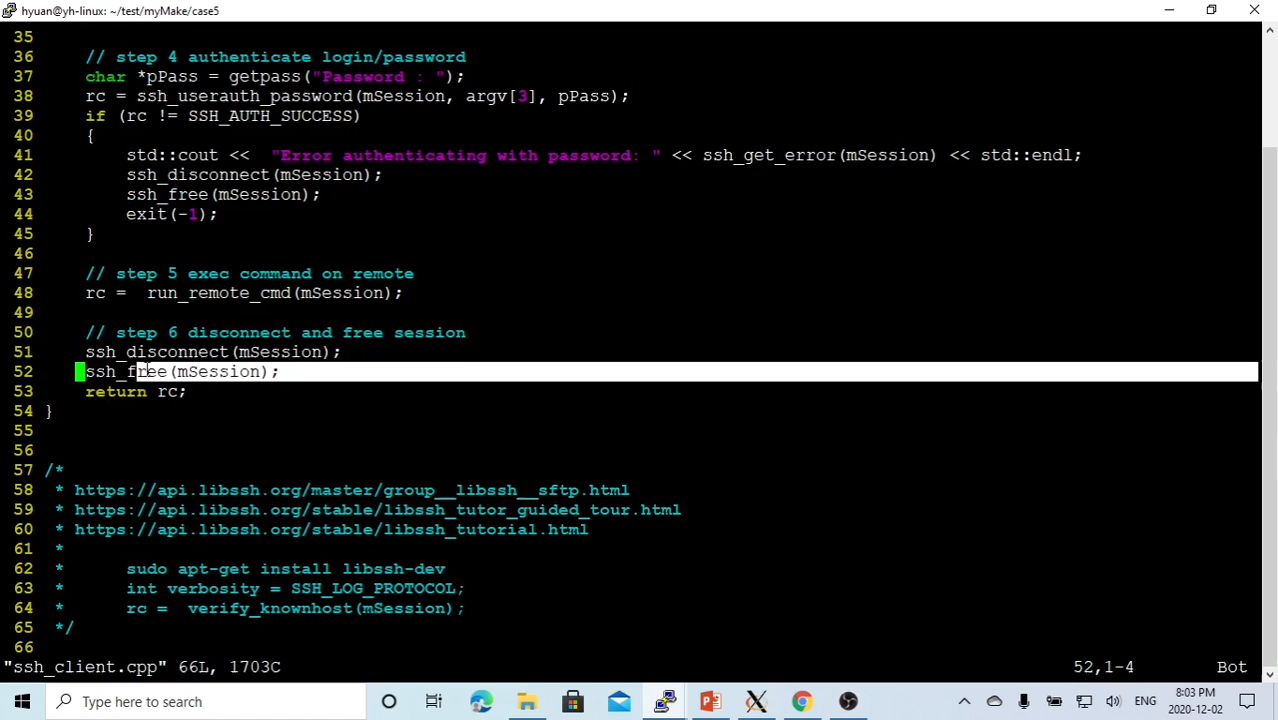 hyuan@yh-linux: ~/test/myMake/case5
35
36 // step 4 authenticate login/password
37 char *pPass = getpass("Password : ");
38 rc = ssh_userauth_password(mSession, argv[3], pPass);
39 if (rc != SSH_AUTH_SUCCESS)
40 {
41 std::cout << "Error authenticating with password: " << ssh_get_error(mSession) << std::endl;
42 ssh_disconnect(mSession);
43 ssh_free(mSession);
44 exit(-1);
45 }
46
47 // step 5 exec command on remote
48 rc = run_remote_cmd(mSession);
49
50 // step 6 disconnect and free session
51 ssh_disconnect(mSession);
52 ssh_free(mSession);
53 return rc;
54 }
55
56
57 /*
58 * https://api.libssh.org/master/group__libssh__sftp.html
59 * https://api.libssh.org/stable/libssh_tutor_guided_tour.html
60 * https://api.libssh.org/stable/libssh_tutorial.html
61 *
62 * sudo apt-get install libssh-dev
63 * int verbosity = SSH_LOG_PROTOCOL;
64 * rc = verify_knownhost(mSession);
65 */
66
"ssh_client.cpp" 66L, 1703C 52,1-4 Bot
Type here to search ENG 8:03 PM
2020-12-02